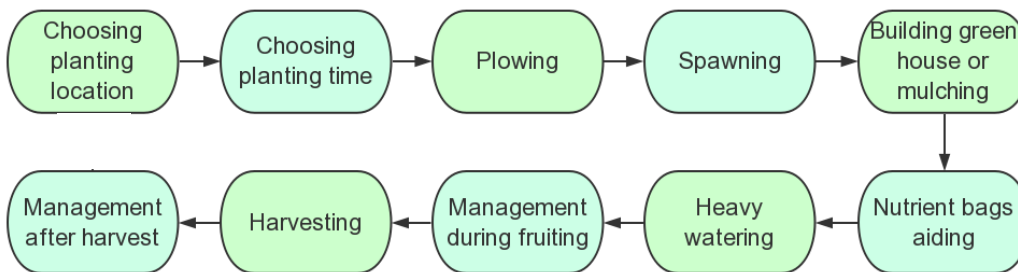 Choosing
planting
location
Choosing
planting time
Plowing
Spawning
Building green
house or
mulching
Nutrient bags
aiding
Heavy
watering
Management
during fruiting
Harvesting
Management
after harvest